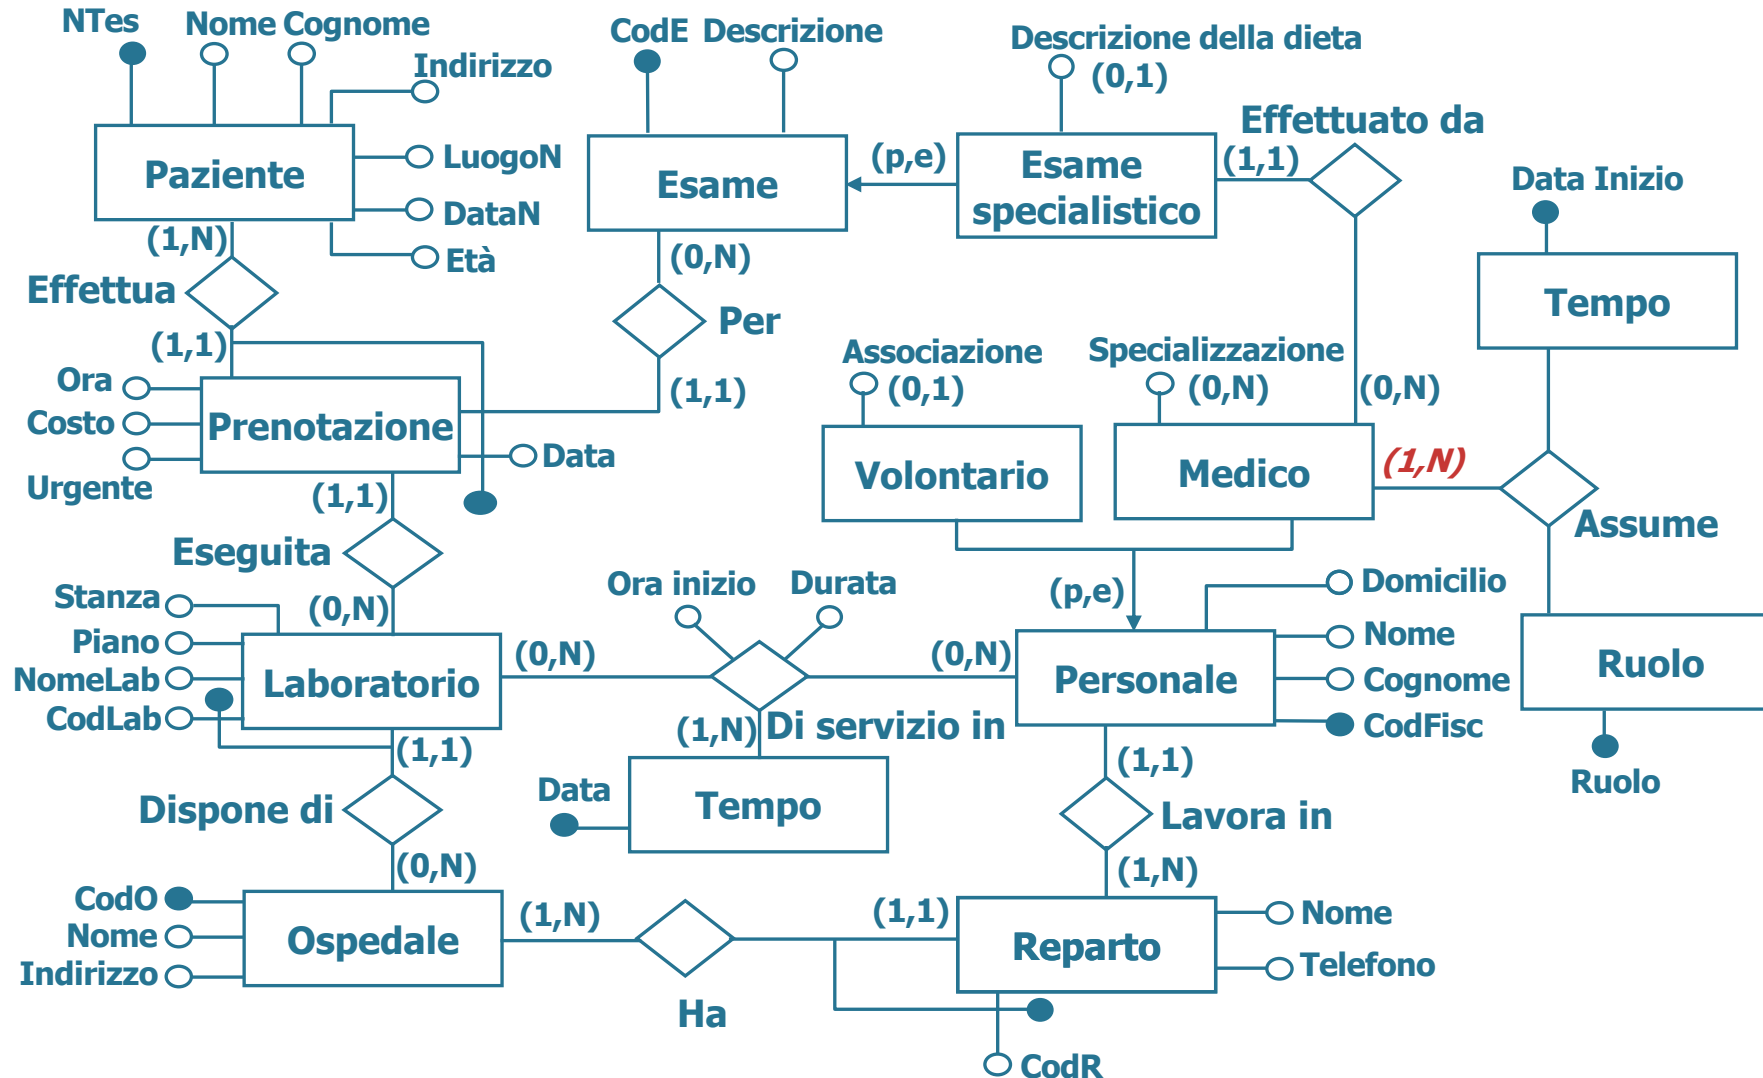 NTes
Nome Cognome
Indirizzo
Paziente
LuogoN
DataN
Età
(1,N)
Effettua
(1,1)
CodE Descrizione
Esame
(0,N)
Per
(1,1)
(p,e)
Descrizione della dieta
(0,1)
Esame
specialistico
(1,1)
Effettuato da
(0,N)
Data Inizio
Tempo
Ora
Costo
Urgente
Prenotazione
Data
(1,1)
Eseguita
(0,N)
Associazione
(0,1)
Volontario
Specializzazione
(0,N)
Medico
(1,N)
Assume
(p,e)
Ruolo
Ruolo
Stanza
Piano
NomeLab
CodLab
Laboratorio
(1,1)
(0,N)
Ora inizio
Durata
(0,N)
Di servizio in
(1,N)
Data
Tempo
Personale
Domicilio
Nome
Cognome
CodFisc
(1,1)
Lavora in
(1,N)
Dispone di
(0,N)
CodO
Nome
Indirizzo
Ospedale
(1,N)
Ha
(1,1)
Reparto
Nome
Telefono
CodR